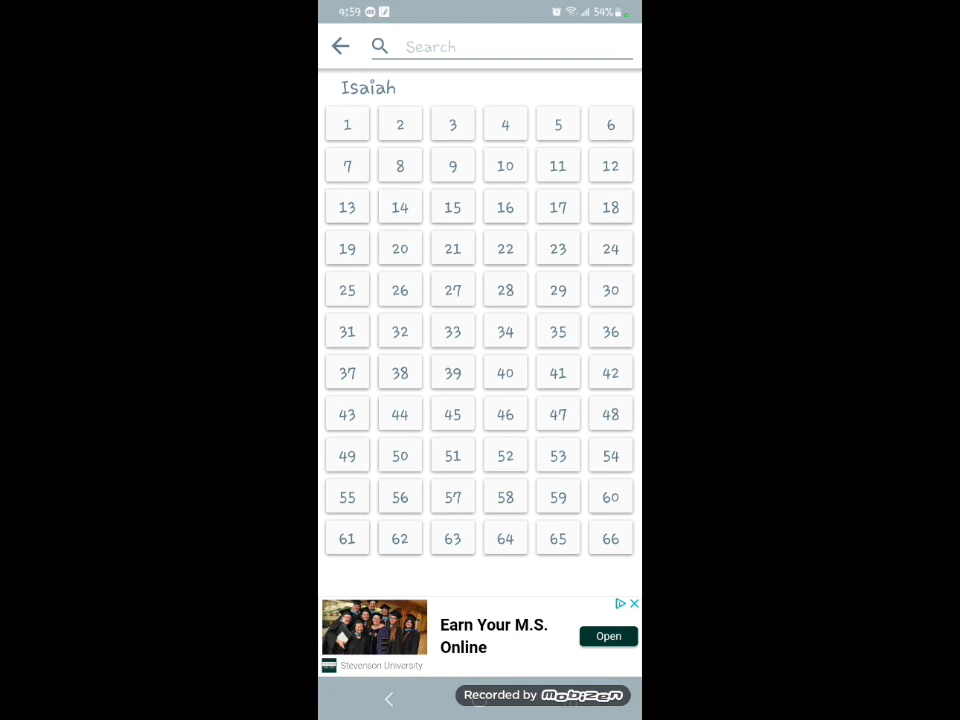 4:59 54%
Search
Isaiah
1 2 3 4 5 6
7 8 9 10 11 12
13 14 15 16 17 18
19 20 21 22 23 24
25 26 27 28 29 30
31 32 33 34 35 36
37 38 39 40 41 42
43 44 45 46 47 48
49 50 51 52 53 54
55 56 57 58 59 60
61 62 63 64 65 66
Earn Your M.S.
Online
Open
Stevenson University
Recorded by mobizen